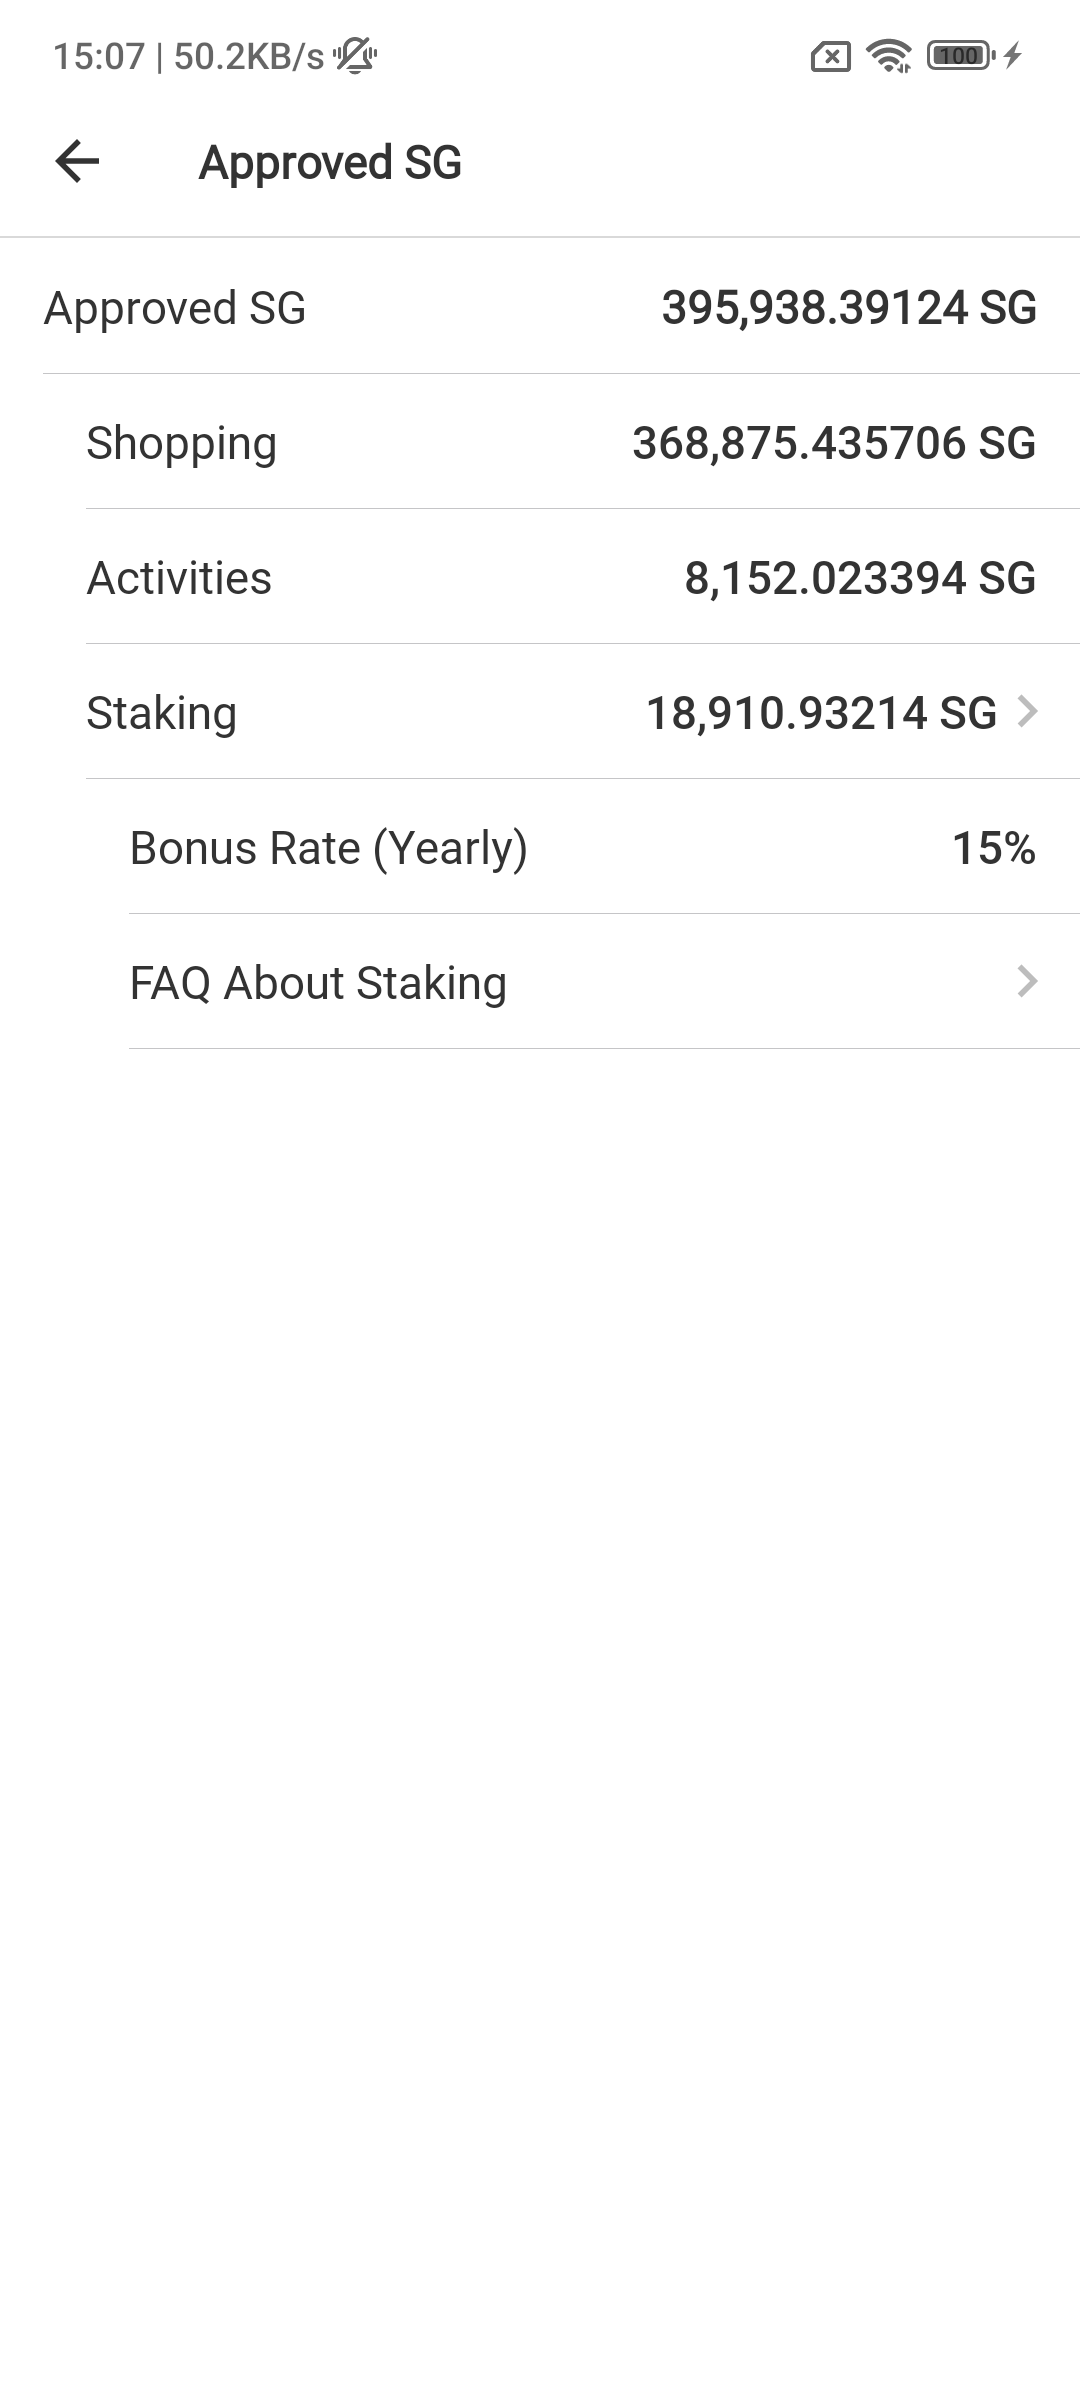 15:07 | 50.2KB/s 100
Approved SG
Approved SG 395,938.39124 SG
Shopping 368,875.435706 SG
Activities 8,152.023394 SG
Staking 18,910.93214 SG
Bonus Rate (Yearly) 15%
FAQ About Staking